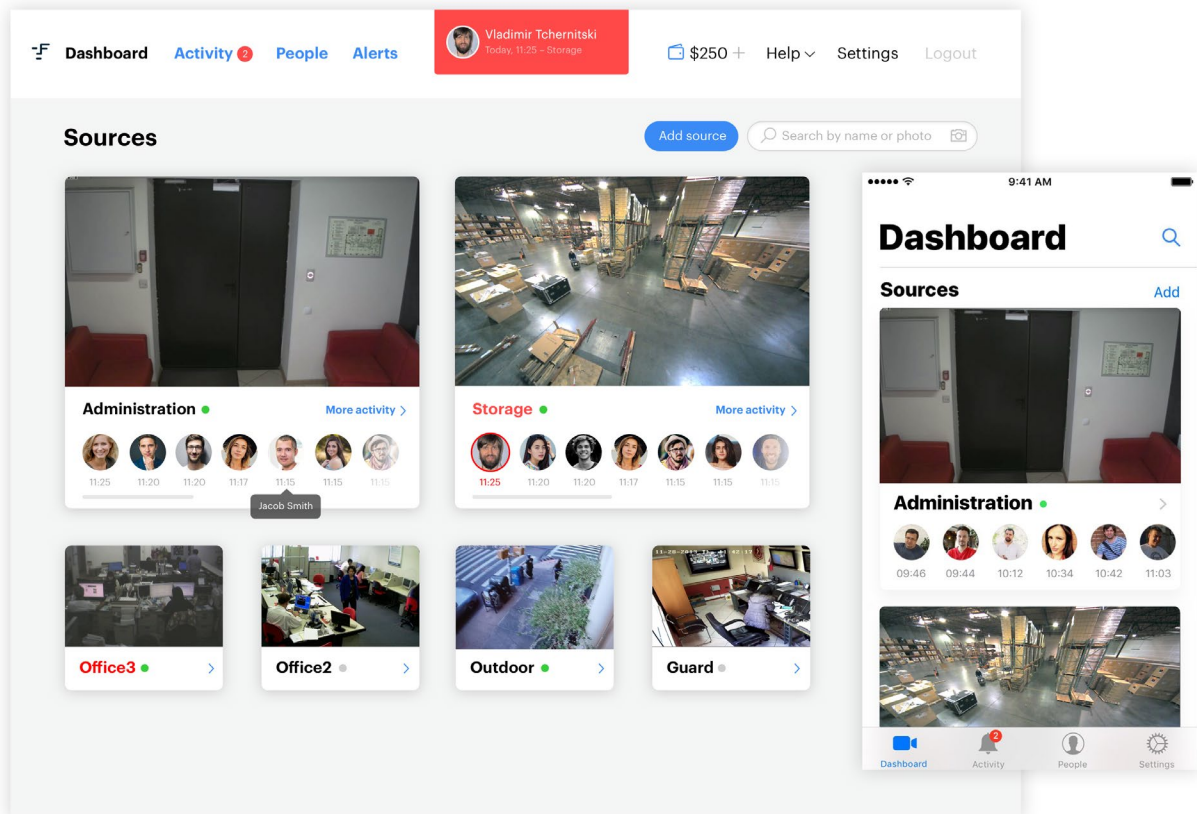 Dashboard
Activity 2
People
Alerts
Vladimir Tchernitski
Today, 11:25 – Storage
$250 +
Help
Settings
Logout
Sources
Add source
Search by name or photo
Administration
More activity
11:25 11:20 11:20 11:17 11:15 11:15 11:15
Jacob Smith
Storage
More activity
11:25 11:20 11:20 11:17 11:15 11:15 11:15
Office3
Office2
Outdoor
Guard
9:41 AM
Dashboard
Sources
Add
Administration
09:46 09:44 10:12 10:34 10:42 11:03
2
Dashboard
Activity
People
Settings